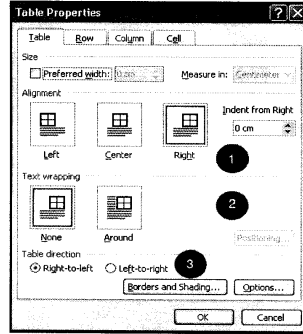 Table Properties
Table Row Column Cell
Size
Preferred width: 0 cm Measure in: Centimeter
Alignment
Indent from Right
0 cm
Left Center Right
1
Text wrapping
2
None Around Positioning...
Table direction
3
Right-to-left Left-to-right
Borders and Shading... Options...
OK Cancel